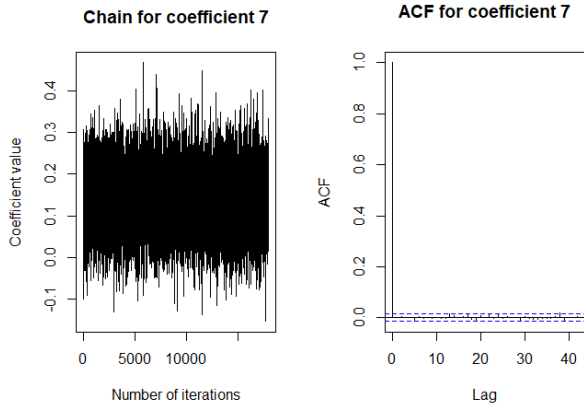 Chain for coefficient 7
Coefficient value
-0.1 0.0 0.1 0.2 0.3 0.4
0 5000 10000
Number of iterations
ACF for coefficient 7
ACF
0.0 0.2 0.4 0.6 0.8 1.0
0 10 20 30 40
Lag